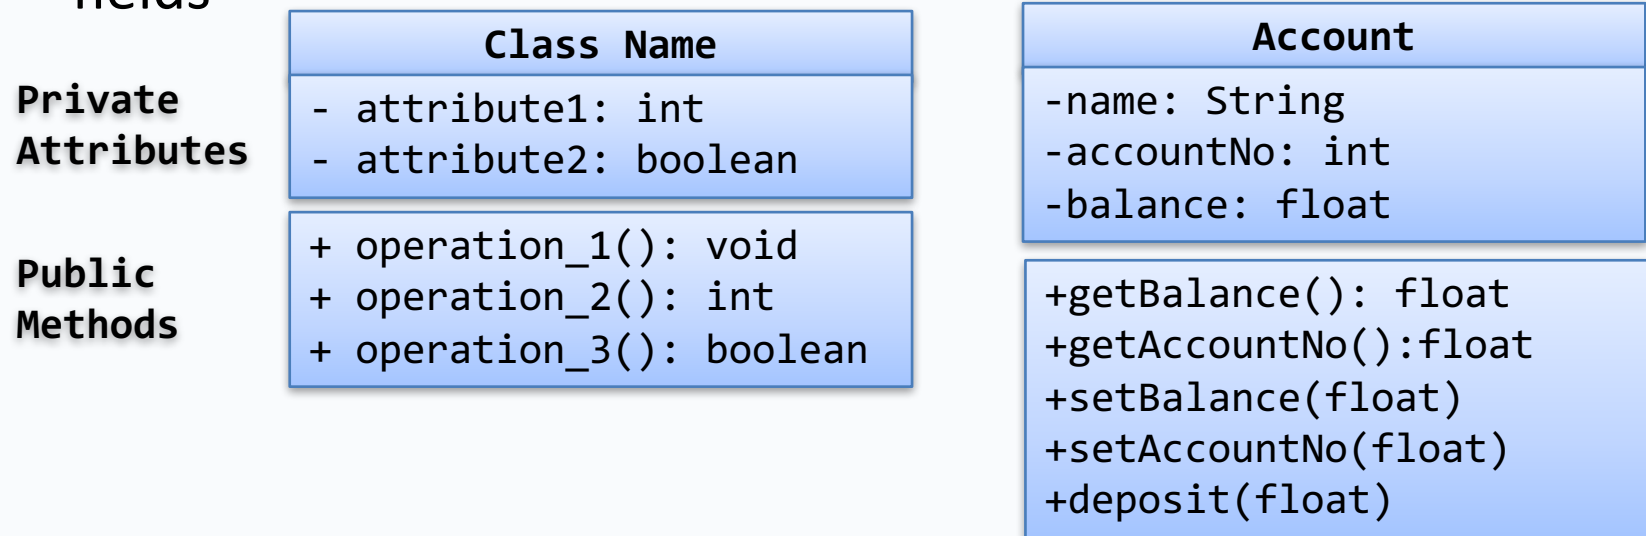 fields
Class Name
Private
Attributes
- attribute1: int
- attribute2: boolean
Public
Methods
+ operation_1(): void
+ operation_2(): int
+ operation_3(): boolean
Account
-name: String
-accountNo: int
-balance: float
+getBalance(): float
+getAccountNo():float
+setBalance(float)
+setAccountNo(float)
+deposit(float)